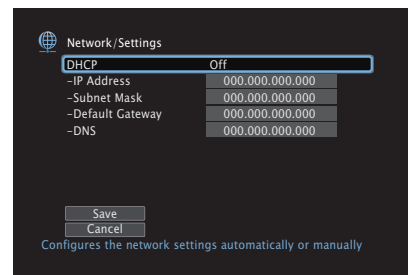 Network/Settings
DHCP Off
-IP Address 000.000.000.000
-Subnet Mask 000.000.000.000
-Default Gateway 000.000.000.000
-DNS 000.000.000.000
Save
Cancel
Configures the network settings automatically or manually